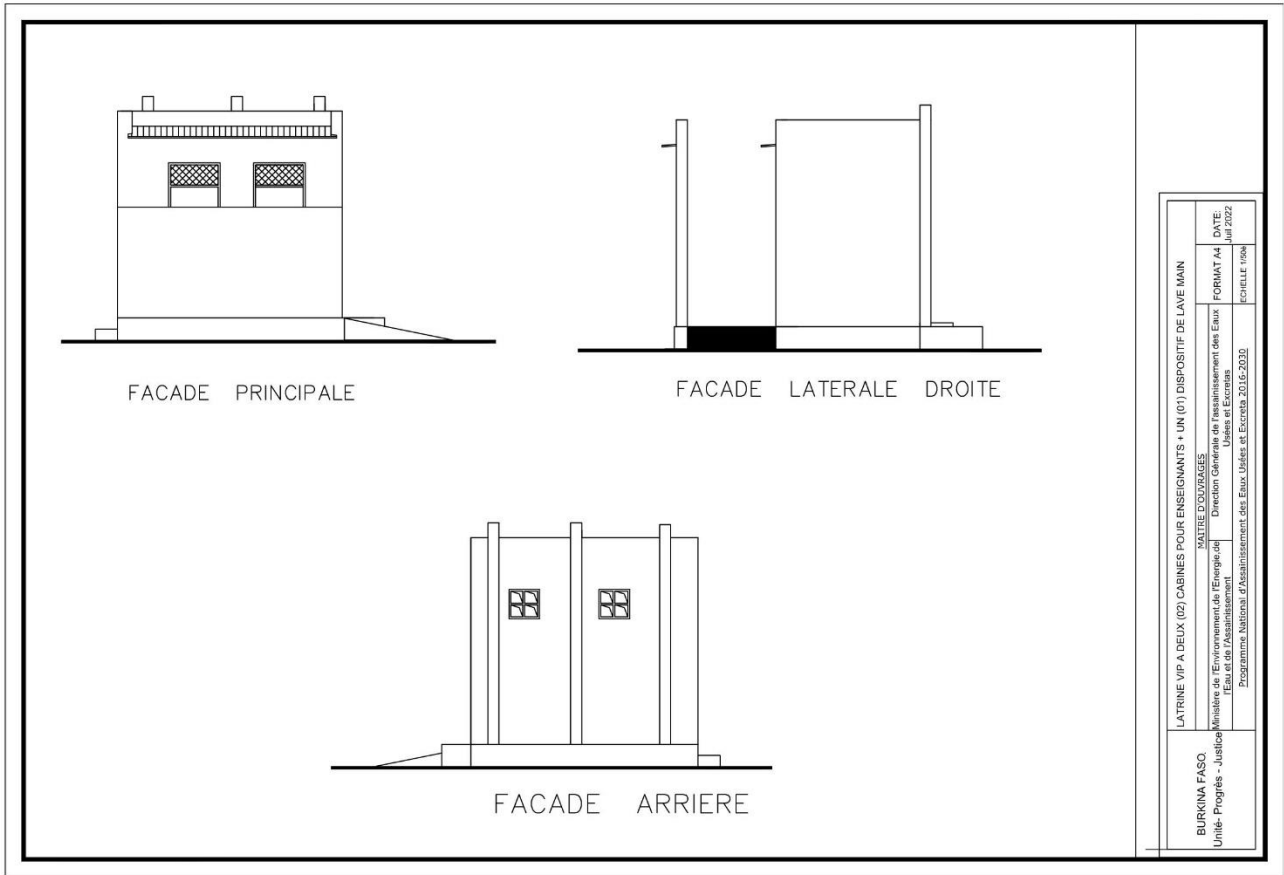 FACADE PRINCIPALE
FACADE LATERALE DROITE
FACADE ARRIERE
BURKINA FASO.
Unité- Progrès - Justice
LATRINE VIP A DEUX (02) CABINES POUR ENSEIGNANTS + UN (01) DISPOSITIF DE LAVE MAIN
MAITRE D'OUVRAGES
Ministère de l'Environnement,de l'Energie,de
l'Eau et de l'Assainissement
Direction Générale de l'assainissement des Eaux
Usées et Excretas
FORMAT A4
DATE:
Juil 2022
Programme National d'Assainissement des Eaux Usées et Excreta 2016-2030
ECHELLE 1/50è